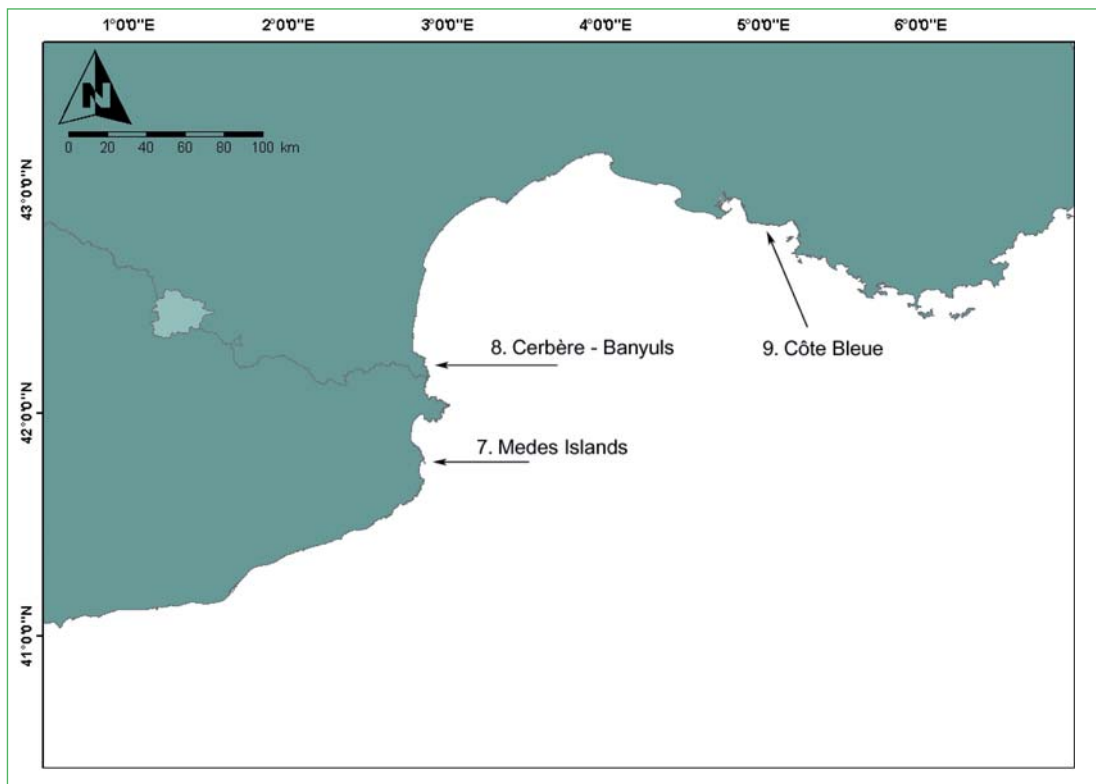 1°0'0"E 2°0'0"E 3°0'0"E 4°0'0"E 5°0'0"E 6°0'0"E
N
0 20 40 60 80 100 km
43°0'0"N
8. Cerbère - Banyuls
9. Côte Bleue
42°0'0"N
7. Medes Islands
41°0'0"N